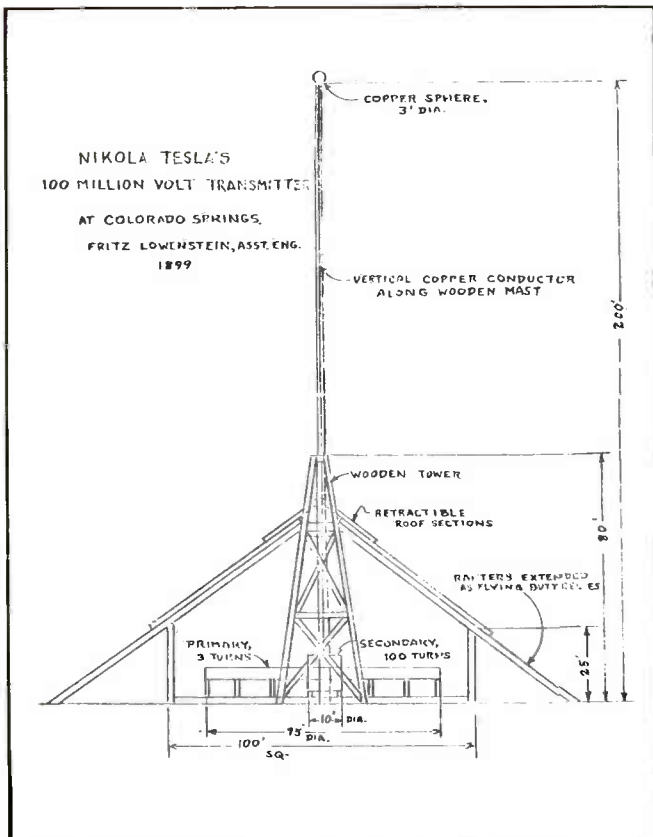 COPPER SPHERE,
3' DIA.
NIKOLA TESLA'S
100 MILLION VOLT TRANSMITTER
AT COLORADO SPRINGS.
FRITZ LOWENSTEIN, ASST. ENG.
1899
VERTICAL COPPER CONDUCTOR
ALONG WOODEN MAST
200'
WOODEN TOWER
RETRACTIBLE
ROOF SECTIONS
80'
RAFTERS EXTENDED
AS FLYING BUTTRESSES
PRIMARY,
3 TURNS
SECONDARY,
100 TURNS
25'
10' DIA.
75'
DIA.
100'
SQ.